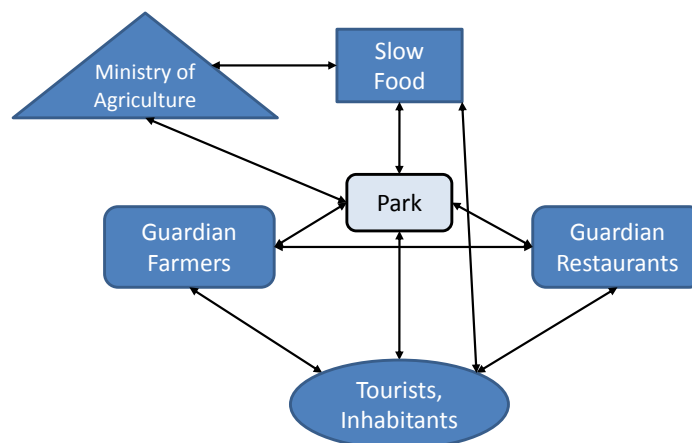 Ministry of
Agriculture
Slow
Food
Park
Guardian
Farmers
Guardian
Restaurants
Tourists,
Inhabitants